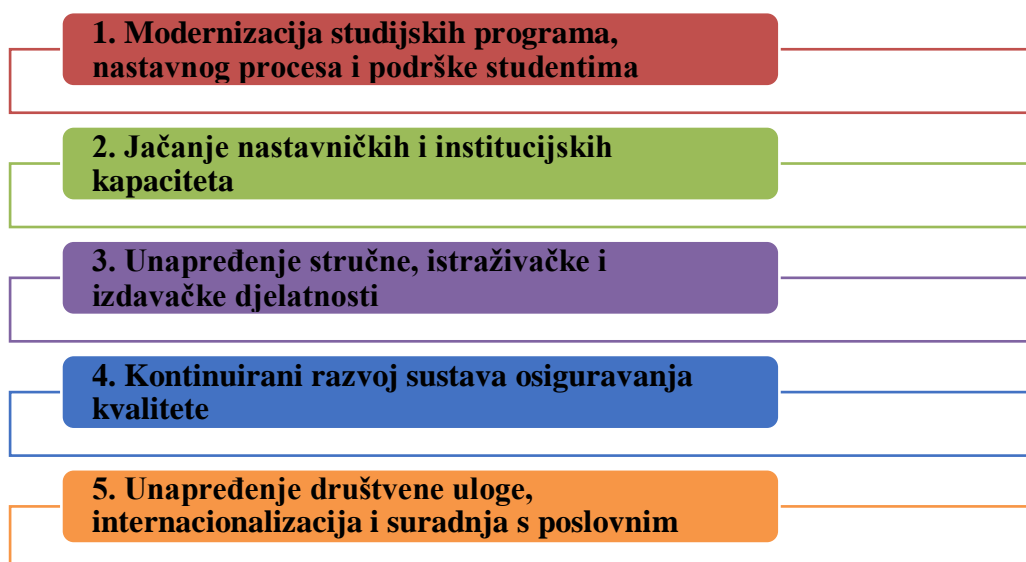 1. Modernizacija studijskih programa,
nastavnog procesa i podrške studentima
2. Jačanje nastavničkih i institucijskih
kapaciteta
3. Unapređenje stručne, istraživačke i
izdavačke djelatnosti
4. Kontinuirani razvoj sustava osiguravanja
kvalitete
5. Unapređenje društvene uloge,
internacionalizacija i suradnja s poslovnim